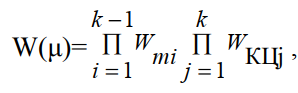 W(μ)= ∏_{i=1}^{k−1} W_{mi} ∏_{j=1}^{k} W_{КЦj} ,